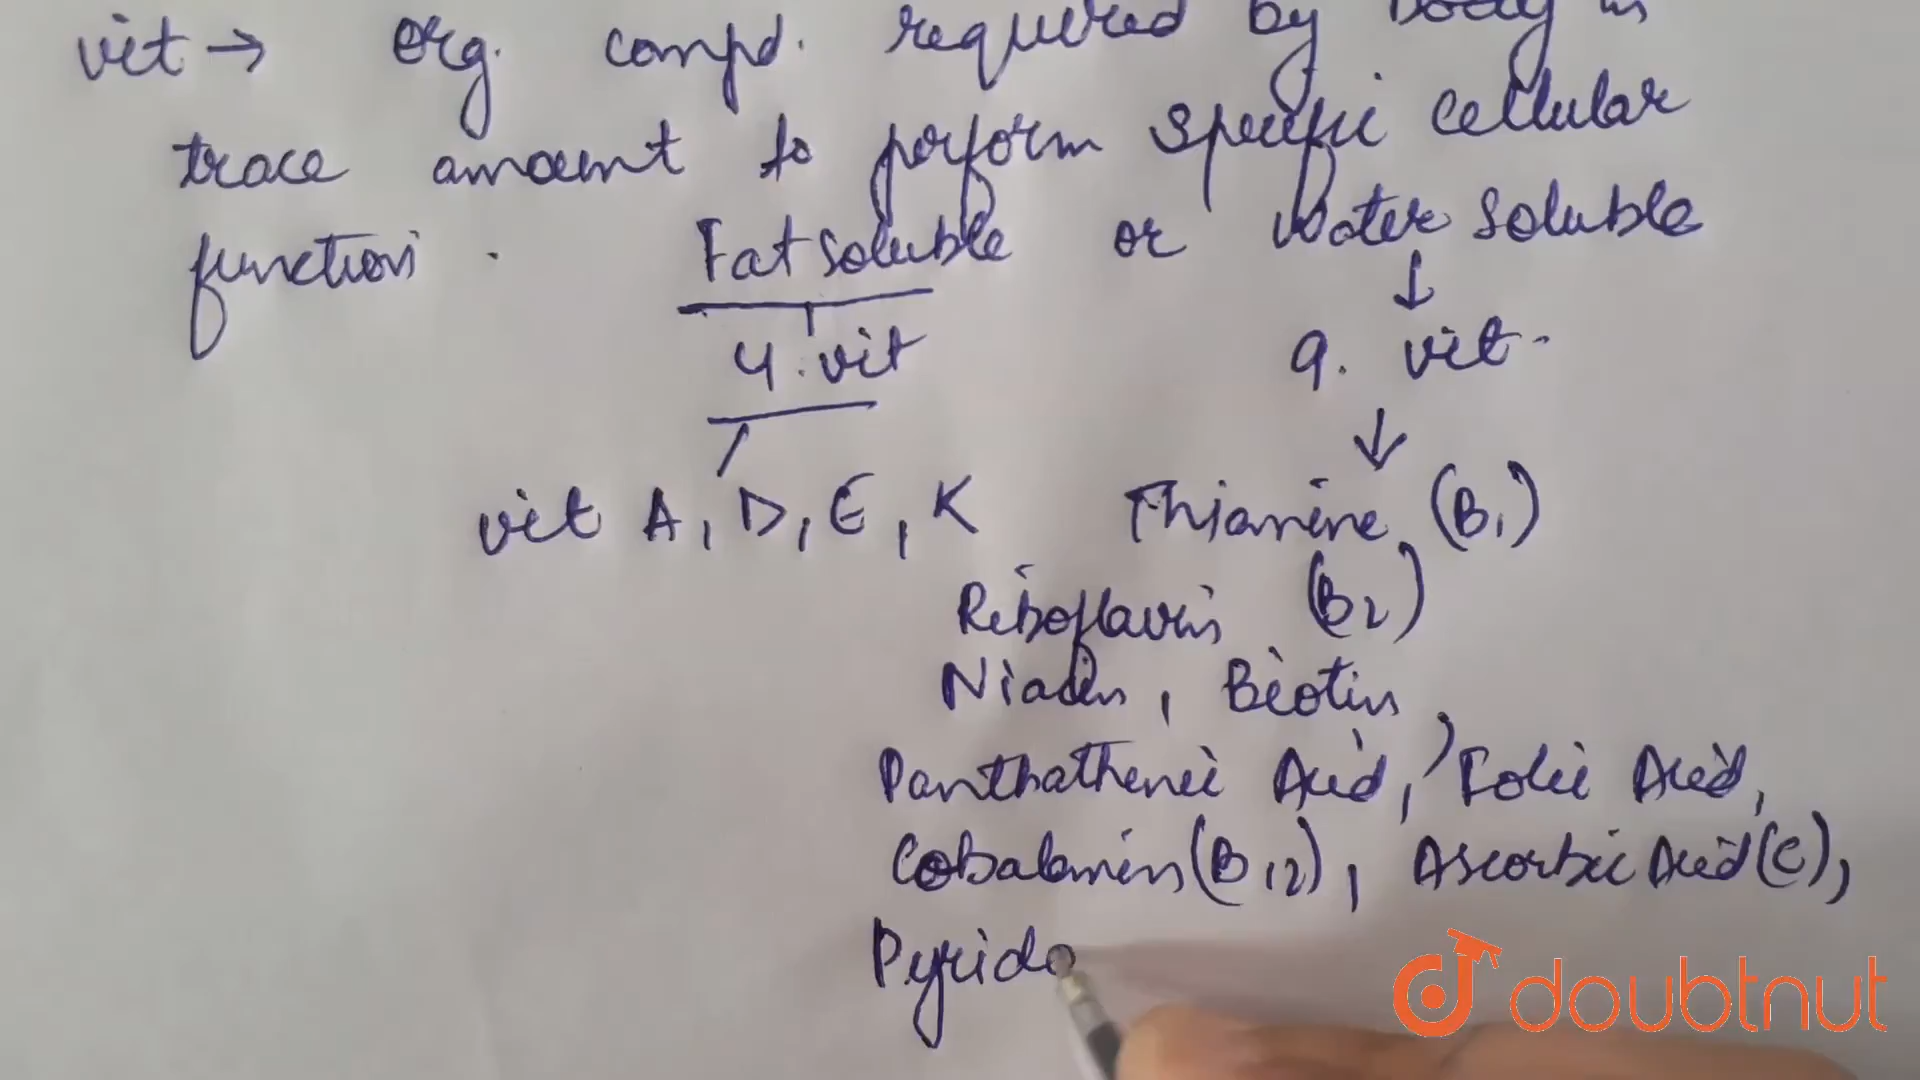 vit → org. compd. required by body in
trace amount to perform specific cellular
function.
Fat soluble or water soluble
↓
4. vit
9. vit.
↓
vit A, D, E, K
Thiamine (B1)
Riboflavin (B2)
Niacin, Biotin,
Panthathenic Acid, Folic Acid,
Cobalamin (B12), Ascorbic Acid (C),
Pyrido
doubtnut